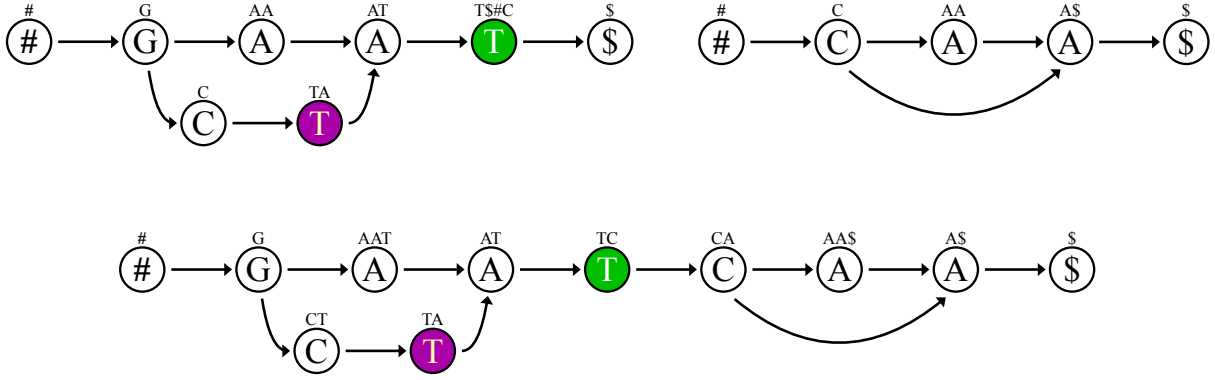 # G AA AT T$#C $
# G A A T $
C TA
C T
# C AA A$ $
# C A A $
# G AAT AT TC CA AA$ A$ $
# G A A T C A A $
CT TA
C T